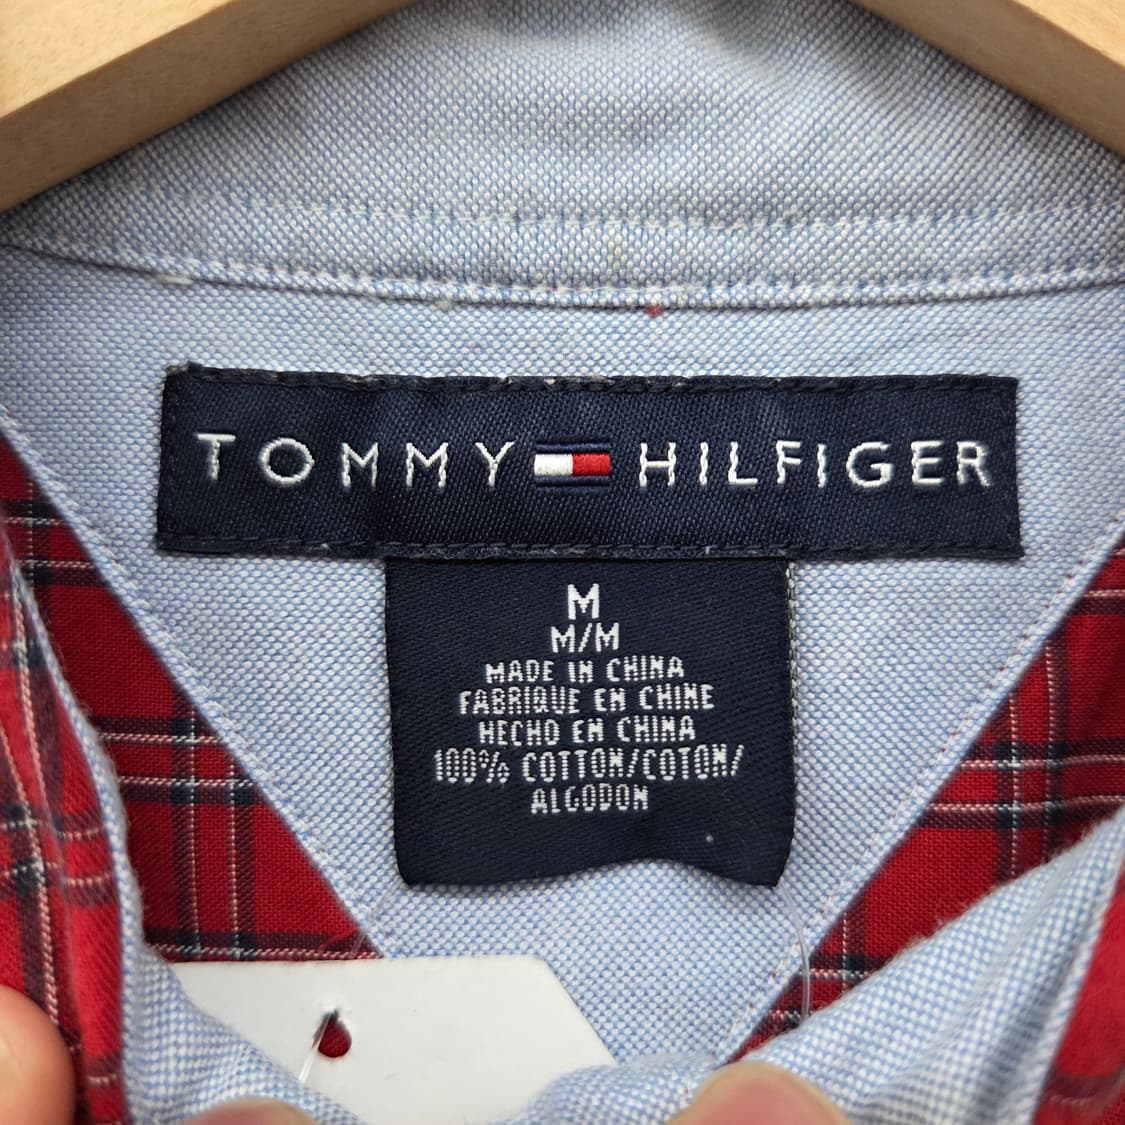 TOMMY HILFIGER
M
M/M
MADE IN CHINA
FABRIQUE EN CHINE
HECHO EN CHINA
100% COTTON/COTON/
ALGODON